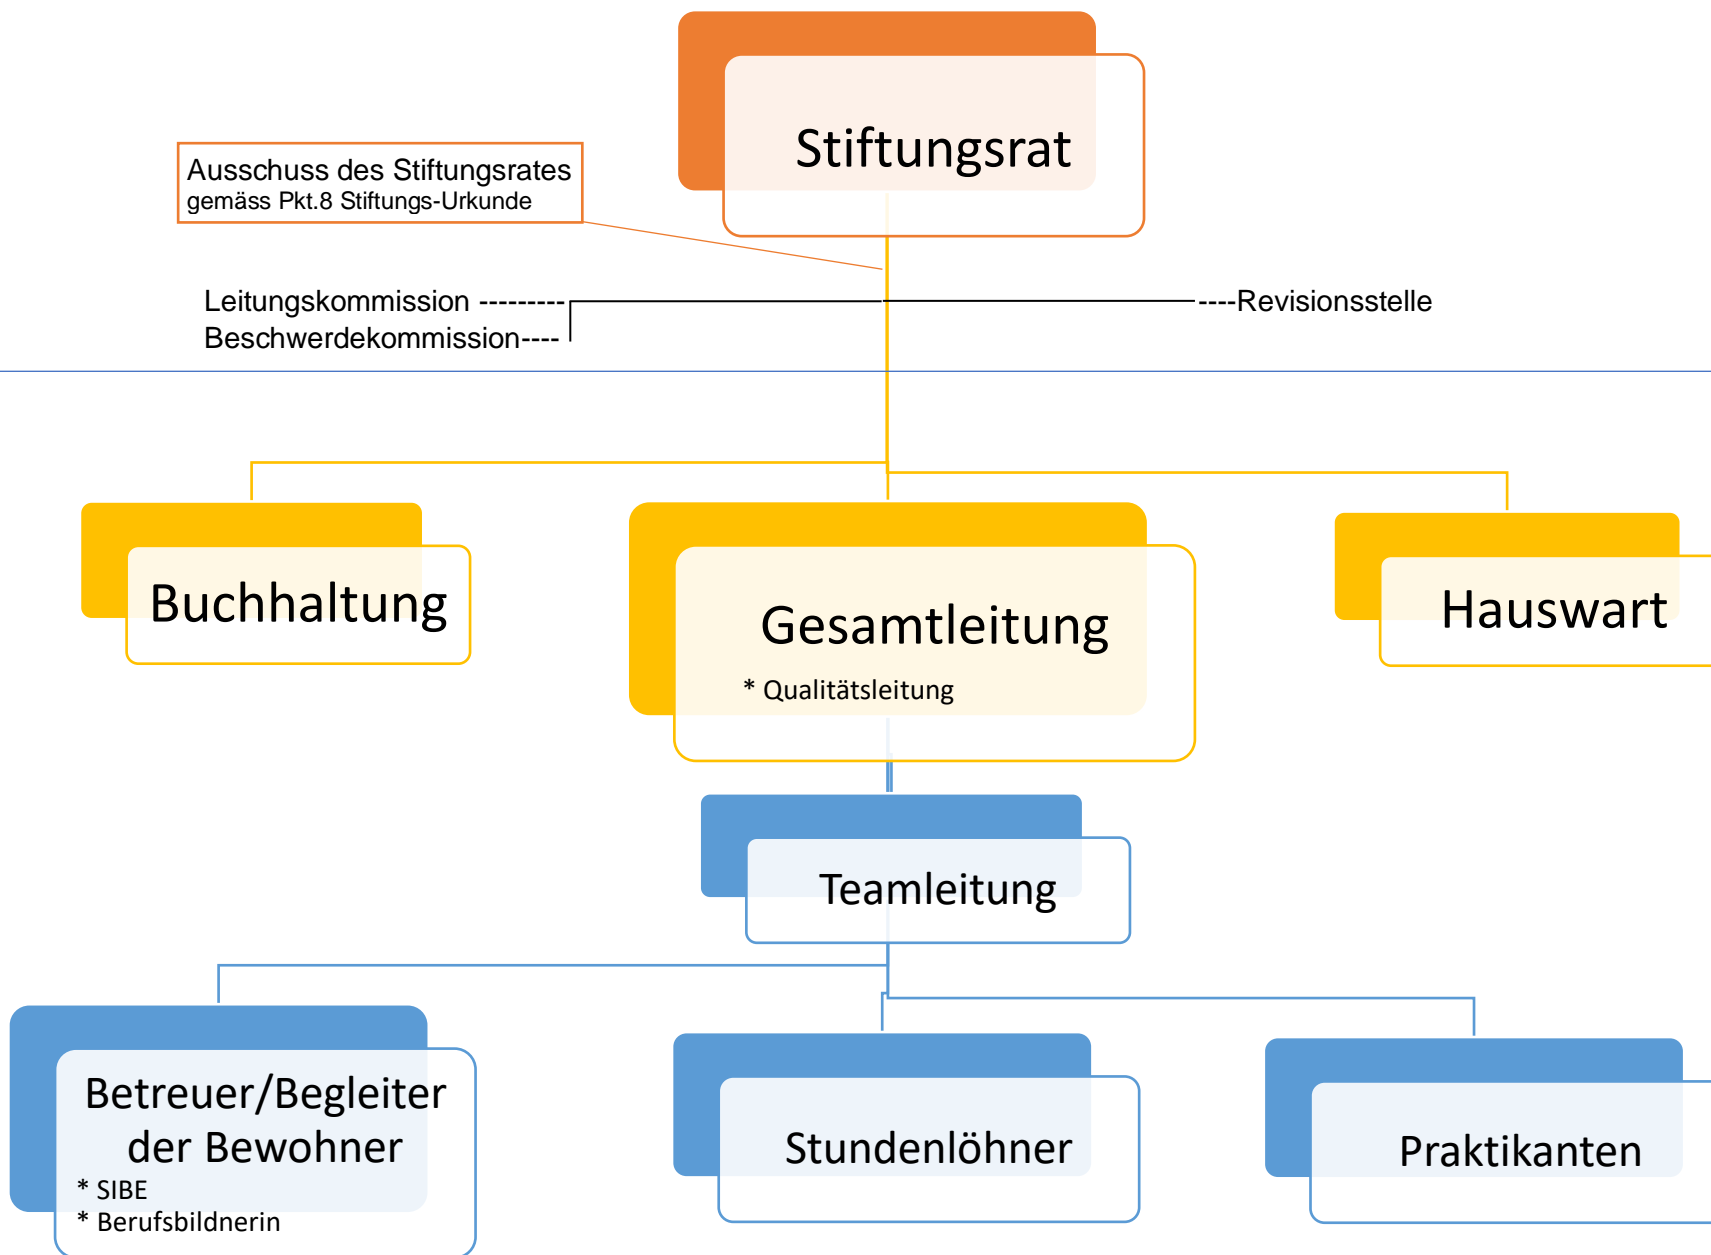 Stiftungsrat
Ausschuss des Stiftungsrates
gemäss Pkt.8 Stiftungs-Urkunde
Leitungskommission ---------
Beschwerdekommission----
----Revisionsstelle
Buchhaltung
Gesamtleitung
* Qualitätsleitung
Hauswart
Teamleitung
Betreuer/Begleiter
der Bewohner
* SIBE
* Berufsbildnerin
Stundenlöhner
Praktikanten